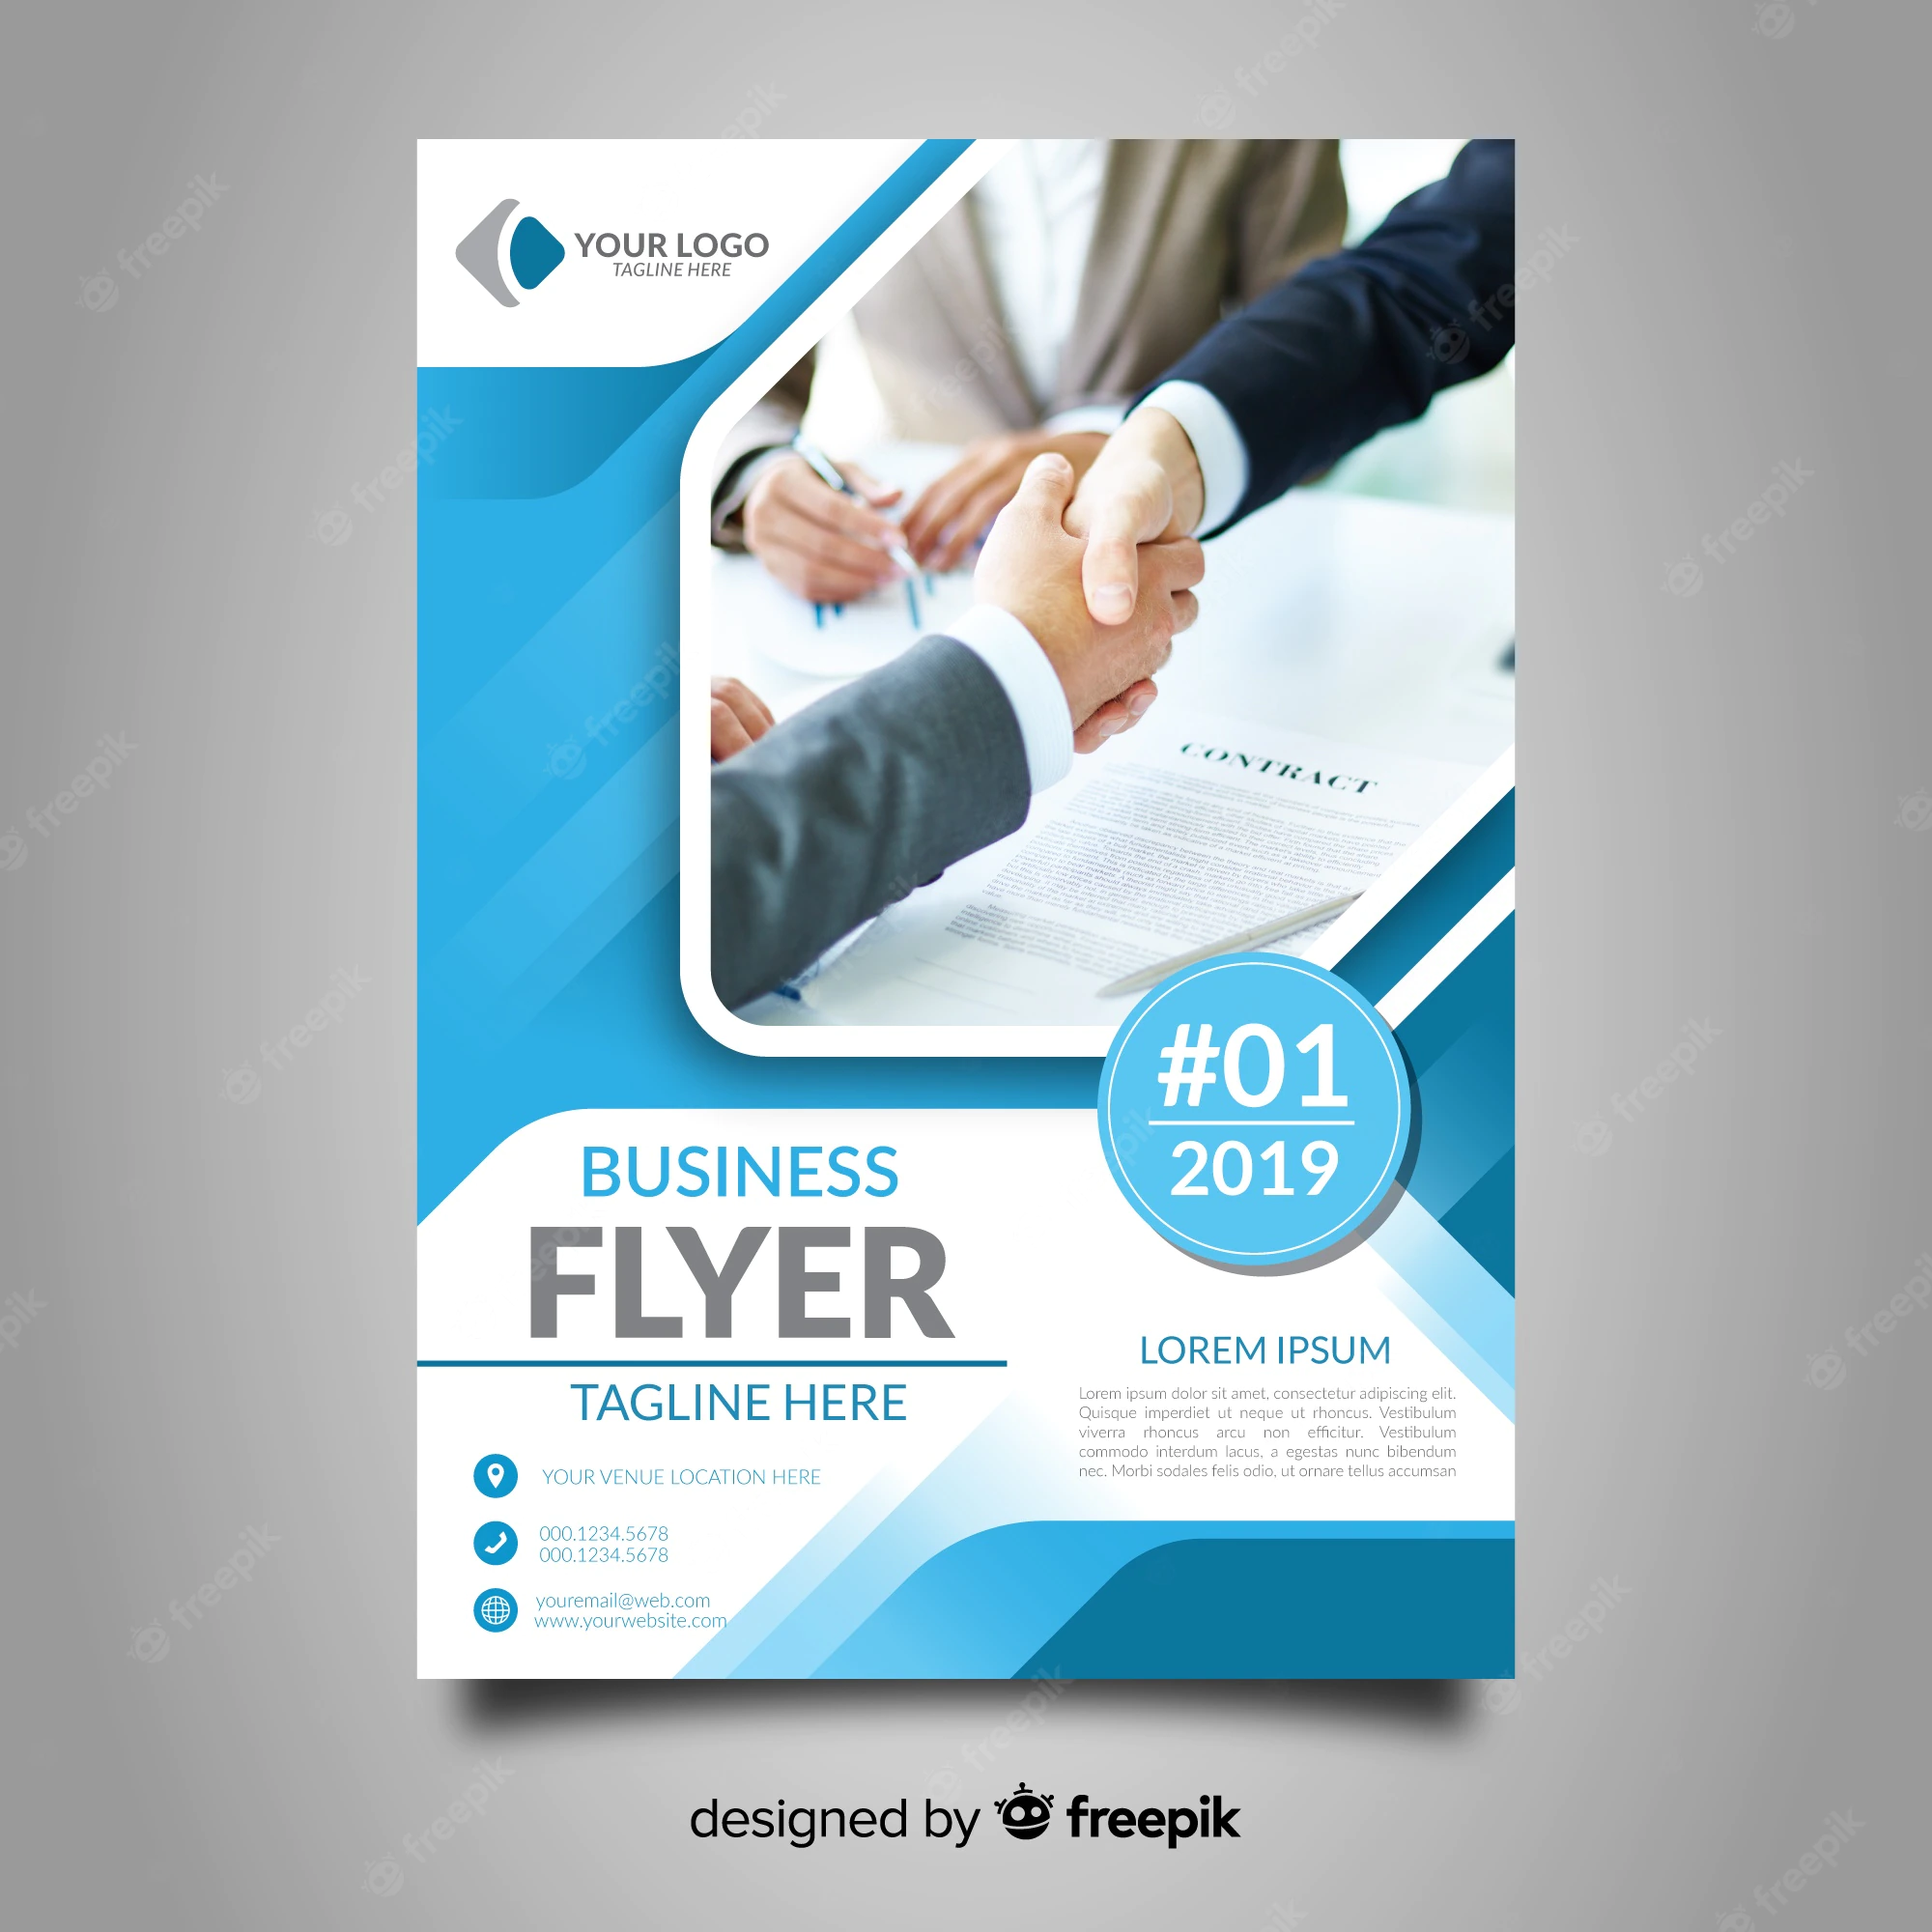 YOUR LOGO
TAGLINE HERE
CONTRACT
#01
2019
BUSINESS
FLYER
TAGLINE HERE
YOUR VENUE LOCATION HERE
000.1234.5678
000.1234.5678
youremail@web.com
www.yourwebsite.com
LOREM IPSUM
Lorem ipsum dolor sit amet, consectetur adipiscing elit.
Quisque imperdiet ut neque ut rhoncus. Vestibulum
viverra rhoncus arcu non efficitur. Vestibulum
commodo interdum lacus, a egestas nunc bibendum
nec. Morbi sodales felis odio, ut ornare tellus accumsan
designed by freepik